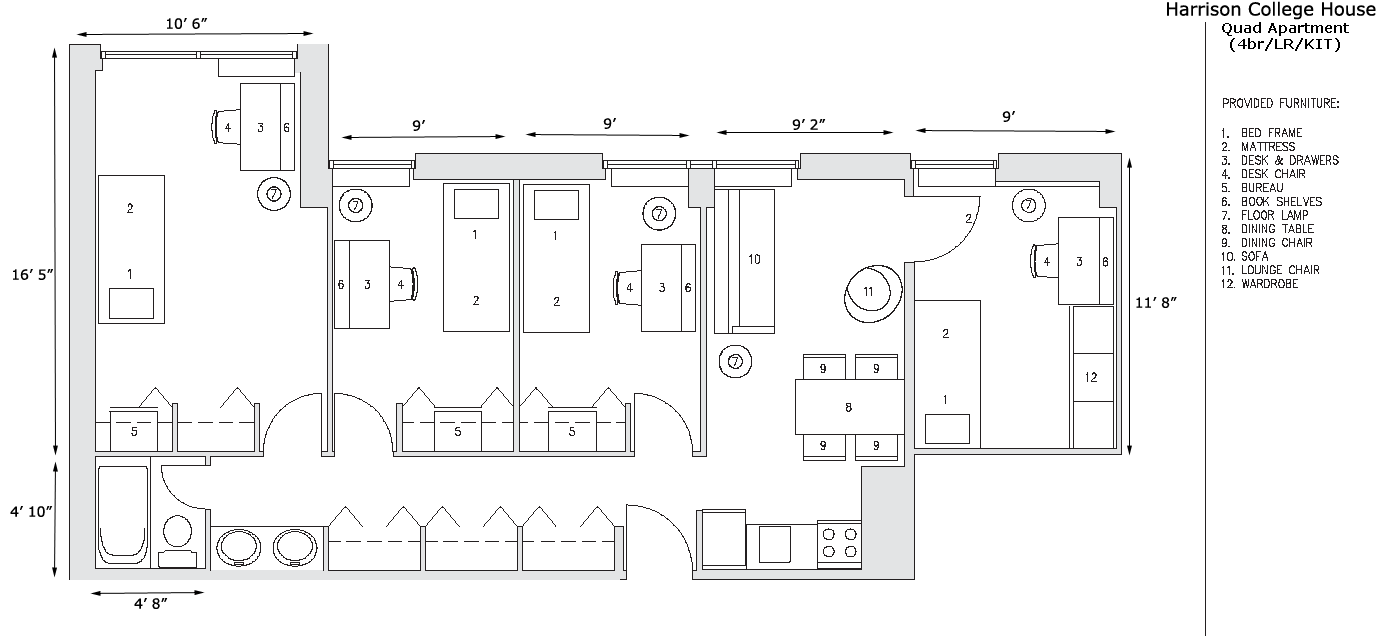 Harrison College House
Quad Apartment
(4br/LR/KIT)
PROVIDED FURNITURE:
1. BED FRAME
2. MATTRESS
3. DESK & DRAWERS
4. DESK CHAIR
5. BUREAU
6. BOOK SHELVES
7. FLOOR LAMP
8. DINING TABLE
9. DINING CHAIR
10. SOFA
11. LOUNGE CHAIR
12. WARDROBE
10' 6"
9'
9'
9' 2"
9'
16' 5"
11' 8"
4' 10"
4' 8"
4 3 6
7
2
1
5
7
1
6 3 4
2
5
7
1
4 3 6
2
5
10
11
7
9 9
8
9 9
2
7
4 3 6
2
12
1